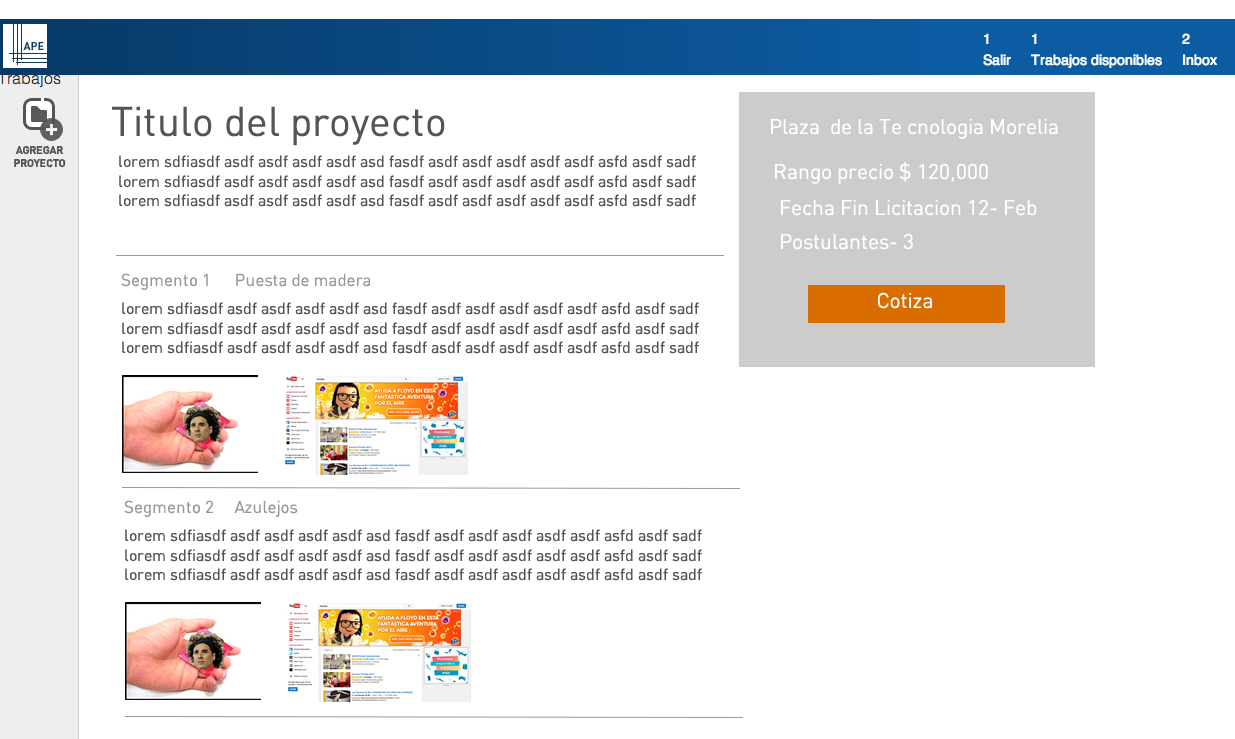 APE
1
Salir
1
Trabajos disponibles
2
Inbox
Trabajos
AGREGAR
PROYECTO
Titulo del proyecto
lorem sdfiasdf asdf asdf asdf asdf asd fasdf asdf asdf asdf asdf asdf asfd asdf sadf
lorem sdfiasdf asdf asdf asdf asdf asd fasdf asdf asdf asdf asdf asdf asfd asdf sadf
lorem sdfiasdf asdf asdf asdf asdf asd fasdf asdf asdf asdf asdf asdf asfd asdf sadf
Plaza  de la Te cnologia Morelia
Rango precio $ 120,000
Fecha Fin Licitacion 12- Feb
Postulantes- 3
Cotiza
Segmento 1 Puesta de madera
lorem sdfiasdf asdf asdf asdf asdf asd fasdf asdf asdf asdf asdf asdf asfd asdf sadf
lorem sdfiasdf asdf asdf asdf asdf asd fasdf asdf asdf asdf asdf asdf asfd asdf sadf
lorem sdfiasdf asdf asdf asdf asdf asd fasdf asdf asdf asdf asdf asdf asfd asdf sadf
AYUDA A FLOYD EN ESTA
FANTÁSTICA AVENTURA
POR EL AIRE
Segmento 2 Azulejos
lorem sdfiasdf asdf asdf asdf asdf asd fasdf asdf asdf asdf asdf asdf asfd asdf sadf
lorem sdfiasdf asdf asdf asdf asdf asd fasdf asdf asdf asdf asdf asdf asfd asdf sadf
lorem sdfiasdf asdf asdf asdf asdf asd fasdf asdf asdf asdf asdf asdf asfd asdf sadf
AYUDA A FLOYD EN ESTA
FANTÁSTICA AVENTURA
POR EL AIRE